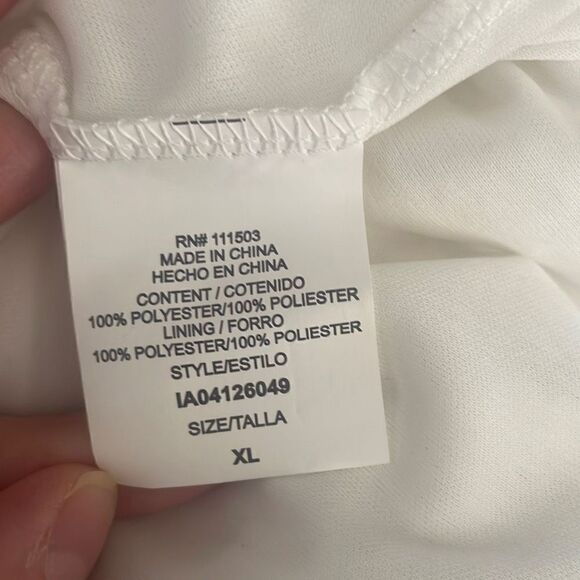 RN# 111503
MADE IN CHINA
HECHO EN CHINA
CONTENT / COTENIDO
100% POLYESTER/100% POLIESTER
LINING / FORRO
100% POLYESTER/100% POLIESTER
STYLE/ESTILO
IA04126049
SIZE/TALLA
XL